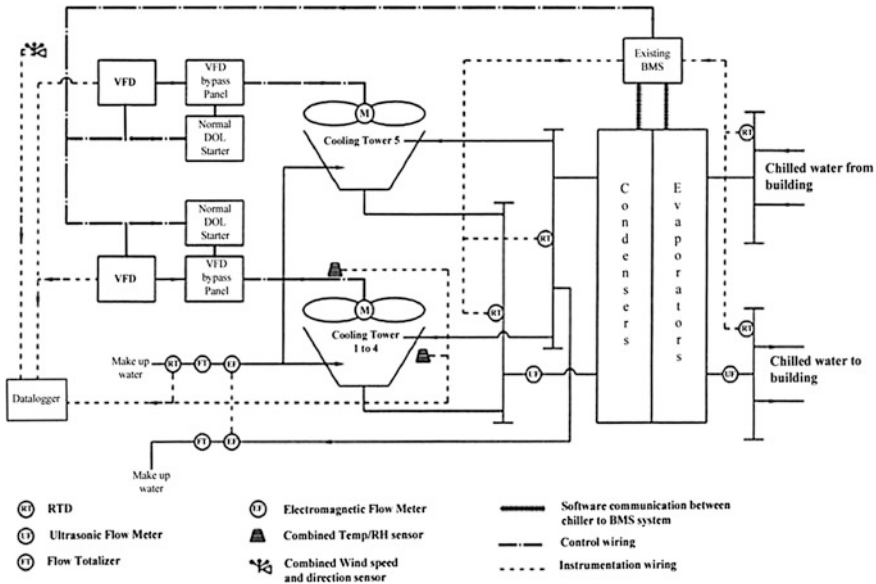 Existing
BMS
VFD
VFD
bypass
Panel
Normal
DOL
Starter
M
Cooling Tower 5
RT
Chilled water from
building
Condensers
Evaporators
Normal
DOL
Starter
RT
VFD
VFD
bypass
Panel
M
RT
RT
Cooling Tower
1 to 4
Make up
water
RT
FT
EF
UF
UF
Chilled water to
building
Datalogger
FT
EF
Make up
water
RT
RTD
EF
Electromagnetic Flow Meter
Software communication between
chiller to BMS system
UF
Ultrasonic Flow Meter
Combined Temp/RH sensor
Control wiring
FT
Flow Totalizer
Combined Wind speed
and direction sensor
Instrumentation wiring